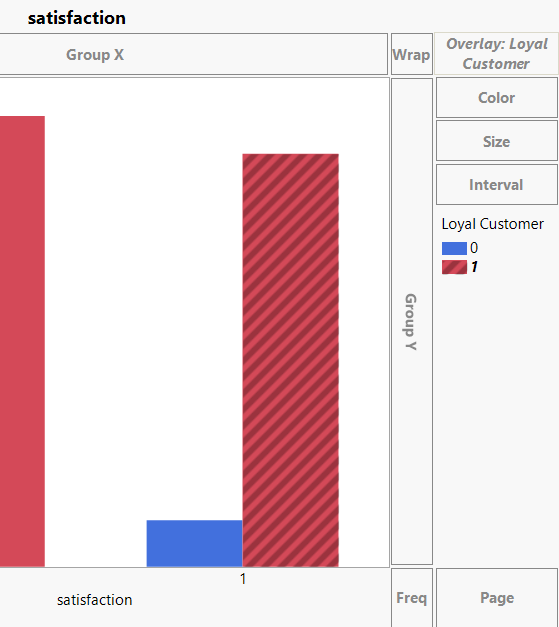 satisfaction
Group X
Wrap
Overlay: Loyal
Customer
Color
Size
Interval
Loyal Customer
0
1
Group Y
1
satisfaction
Freq
Page